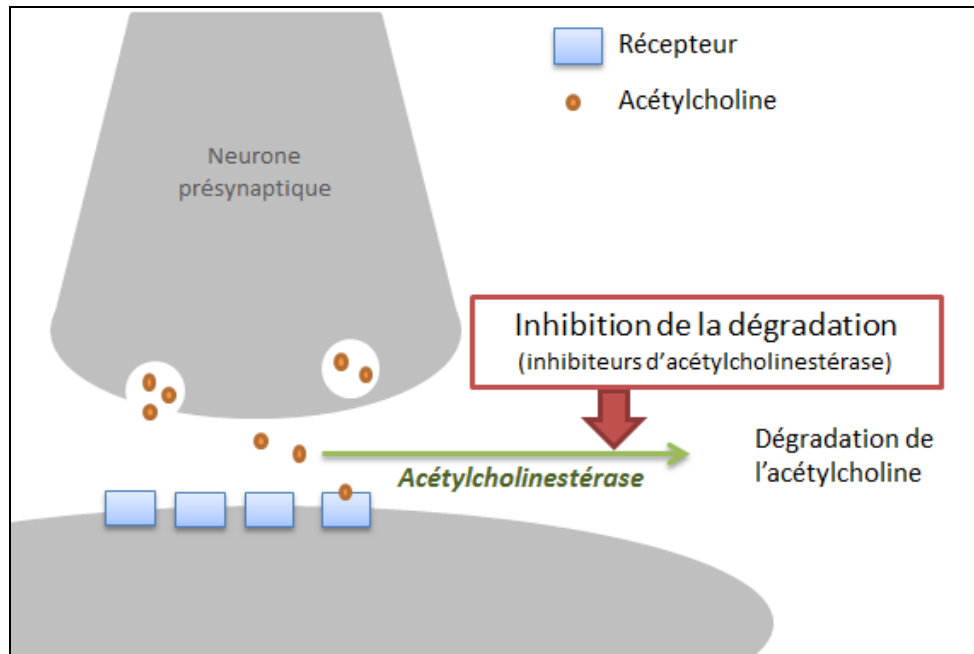 Récepteur
Acétylcholine
Neurone
présynaptique
Inhibition de la dégradation
(inhibiteurs d'acétylcholinestérase)
Acétylcholinestérase
Dégradation de
l'acétylcholine